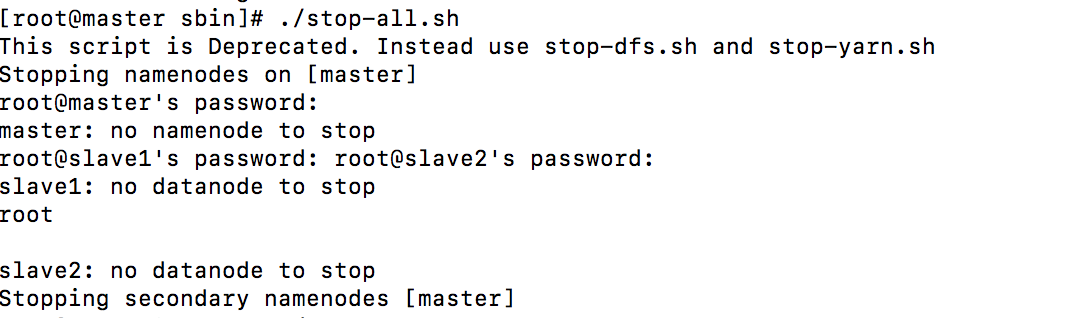 [root@master sbin]# ./stop-all.sh
This script is Deprecated. Instead use stop-dfs.sh and stop-yarn.sh
Stopping namenodes on [master]
root@master's password:
master: no namenode to stop
root@slave1's password: root@slave2's password:
slave1: no datanode to stop
root
slave2: no datanode to stop
Stopping secondary namenodes [master]